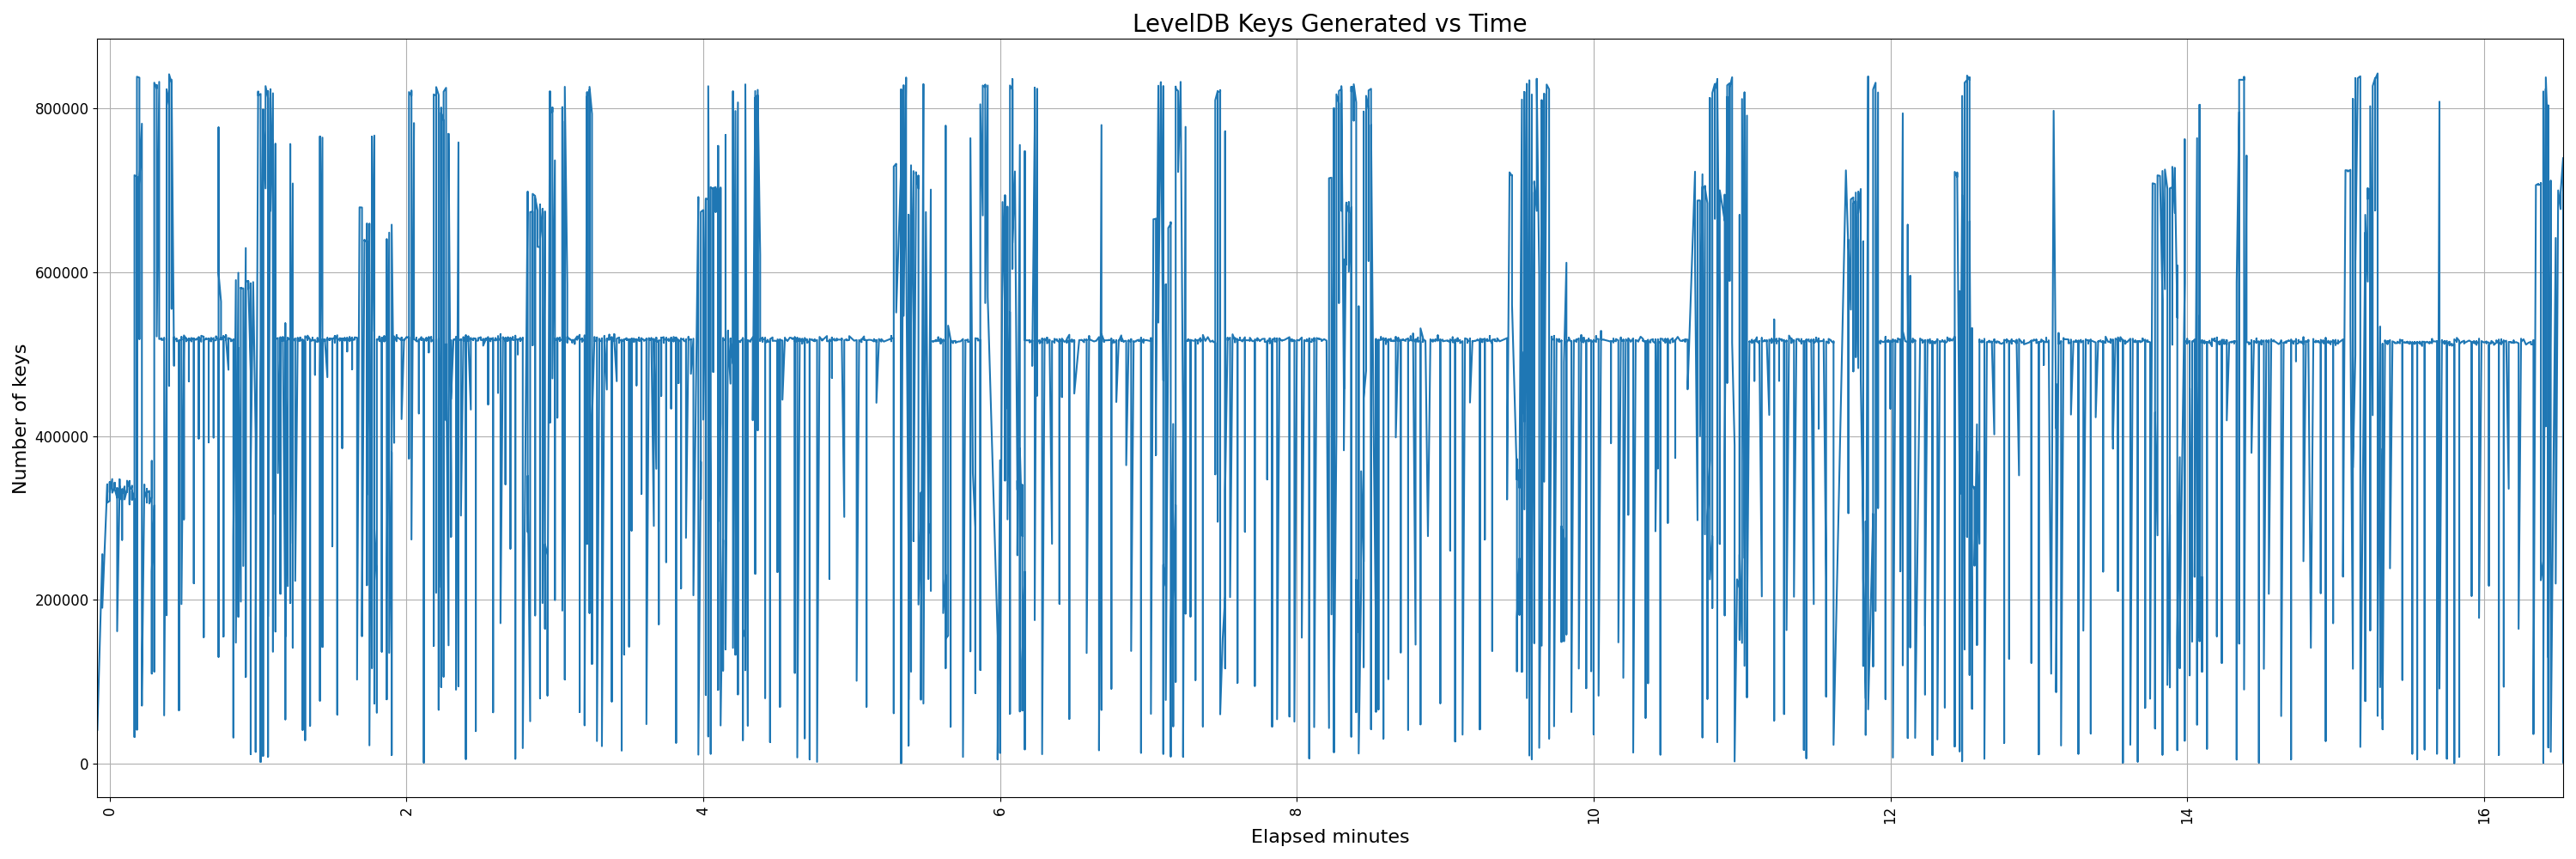 LevelDB Keys Generated vs Time
Number of keys
800000
600000
400000
200000
0
0 2 4 6 8 10 12 14 16
Elapsed minutes